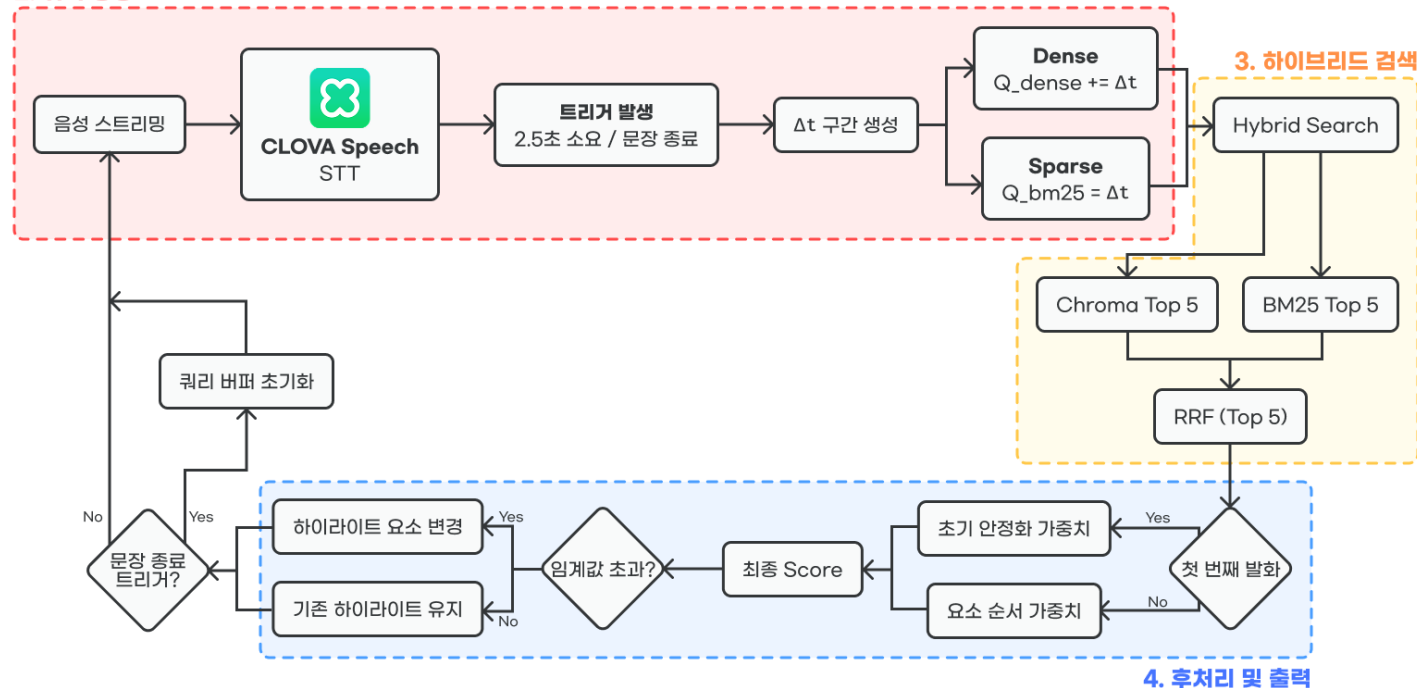 음성 스트리밍
CLOVA Speech
STT
트리거 발생
2.5초 소요 / 문장 종료
Δt 구간 생성
Dense
Q_dense += Δt
Sparse
Q_bm25 = Δt
3. 하이브리드 검색
Hybrid Search
Chroma Top 5
BM25 Top 5
RRF (Top 5)
첫 번째 발화
Yes
No
초기 안정화 가중치
요소 순서 가중치
최종 Score
임계값 초과?
Yes
No
하이라이트 요소 변경
기존 하이라이트 유지
문장 종료
트리거?
No
Yes
쿼리 버퍼 초기화
4. 후처리 및 출력